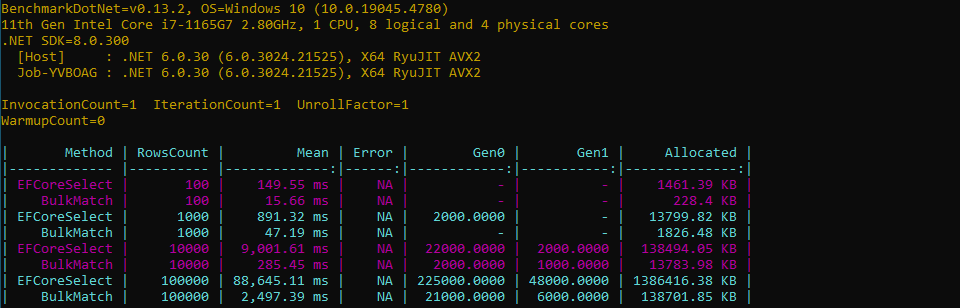 BenchmarkDotNet=v0.13.2, OS=Windows 10 (10.0.19045.4780)
11th Gen Intel Core i7-1165G7 2.80GHz, 1 CPU, 8 logical and 4 physical cores
.NET SDK=8.0.300
  [Host]     : .NET 6.0.30 (6.0.3024.21525), X64 RyuJIT AVX2
  Job-YVBOAG : .NET 6.0.30 (6.0.3024.21525), X64 RyuJIT AVX2

InvocationCount=1  IterationCount=1  UnrollFactor=1
WarmupCount=0

|       Method | RowsCount |         Mean | Error |        Gen0 |       Gen1 |     Allocated |
|------------- |---------- |-------------:|------:|------------:|-----------:|--------------:|
| EFCoreSelect |       100 |    149.55 ms |    NA |           - |          - |    1461.39 KB |
|    BulkMatch |       100 |     15.66 ms |    NA |           - |          - |      228.4 KB |
| EFCoreSelect |      1000 |    891.32 ms |    NA |   2000.0000 |          - |   13799.82 KB |
|    BulkMatch |      1000 |     47.19 ms |    NA |           - |          - |    1826.48 KB |
| EFCoreSelect |     10000 |  9,001.61 ms |    NA |  22000.0000 |  2000.0000 |  138494.05 KB |
|    BulkMatch |     10000 |    285.45 ms |    NA |   2000.0000 |  1000.0000 |   13783.98 KB |
| EFCoreSelect |    100000 | 88,645.11 ms |    NA | 225000.0000 | 48000.0000 | 1386416.38 KB |
|    BulkMatch |    100000 |  2,497.39 ms |    NA |  21000.0000 |  6000.0000 |  138701.85 KB |